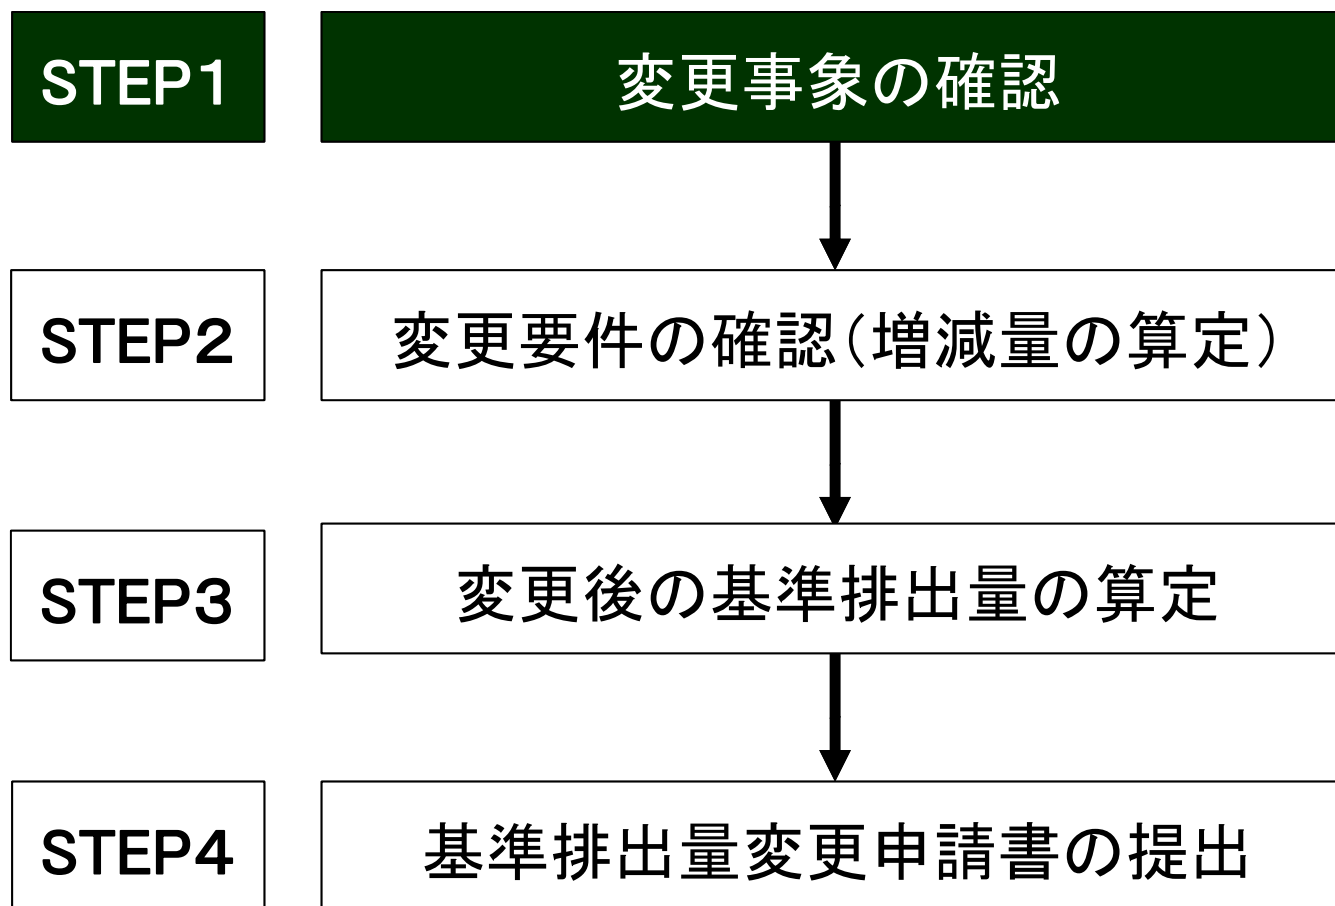 STEP1
変更事象の確認
STEP2
変更要件の確認(増減量の算定)
STEP3
変更後の基準排出量の算定
STEP4
基準排出量変更申請書の提出